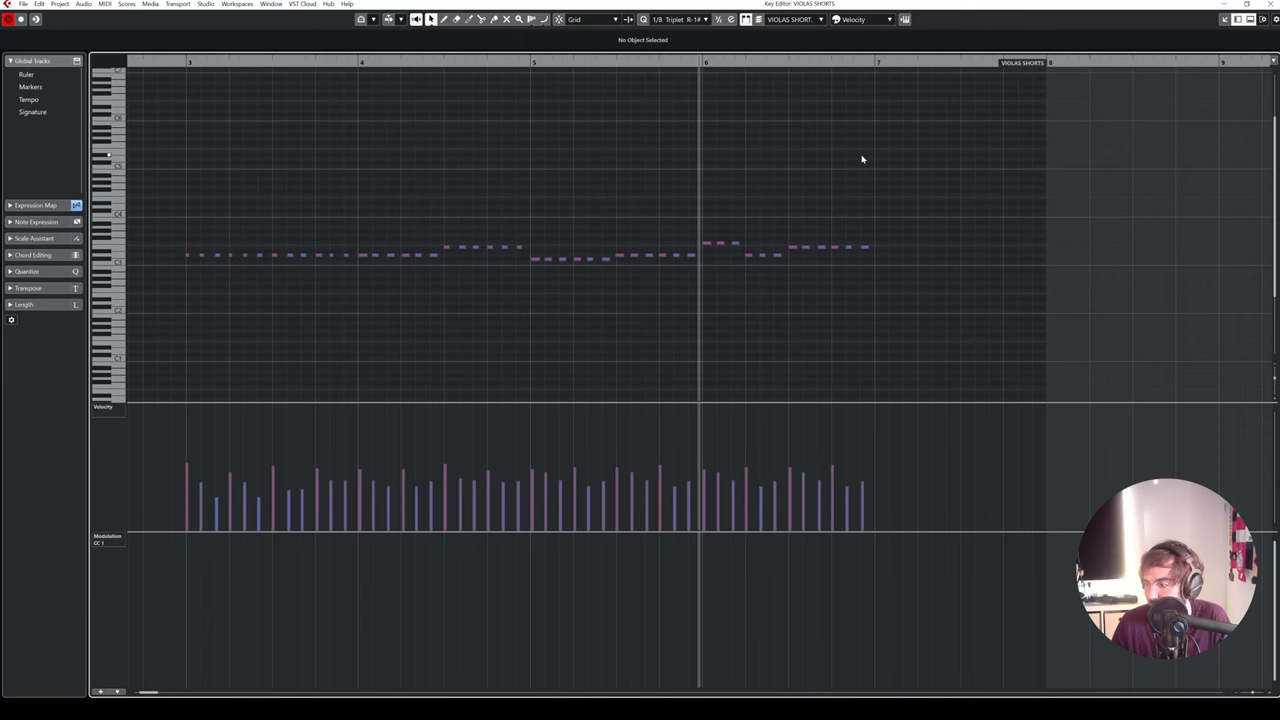 Key Editor: VIOLAS SHORTS
File Edit Project Audio MIDI Scores Media Transport Studio Workspaces Window VST Cloud Hub Help
Grid 1/8 Triplet R-1# VIOLAS SHORT. Velocity
No Object Selected
Global Tracks
Ruler
Markers
Tempo
Signature
Expression Map
Note Expression
Scale Assistant
Chord Editing
Quantize
Transpose T
Length L
3 4 5 6 7 VIOLAS SHORTS 8 9
C7
C6
C5
C4
C3
C2
C1
Velocity
Modulation
CC 1